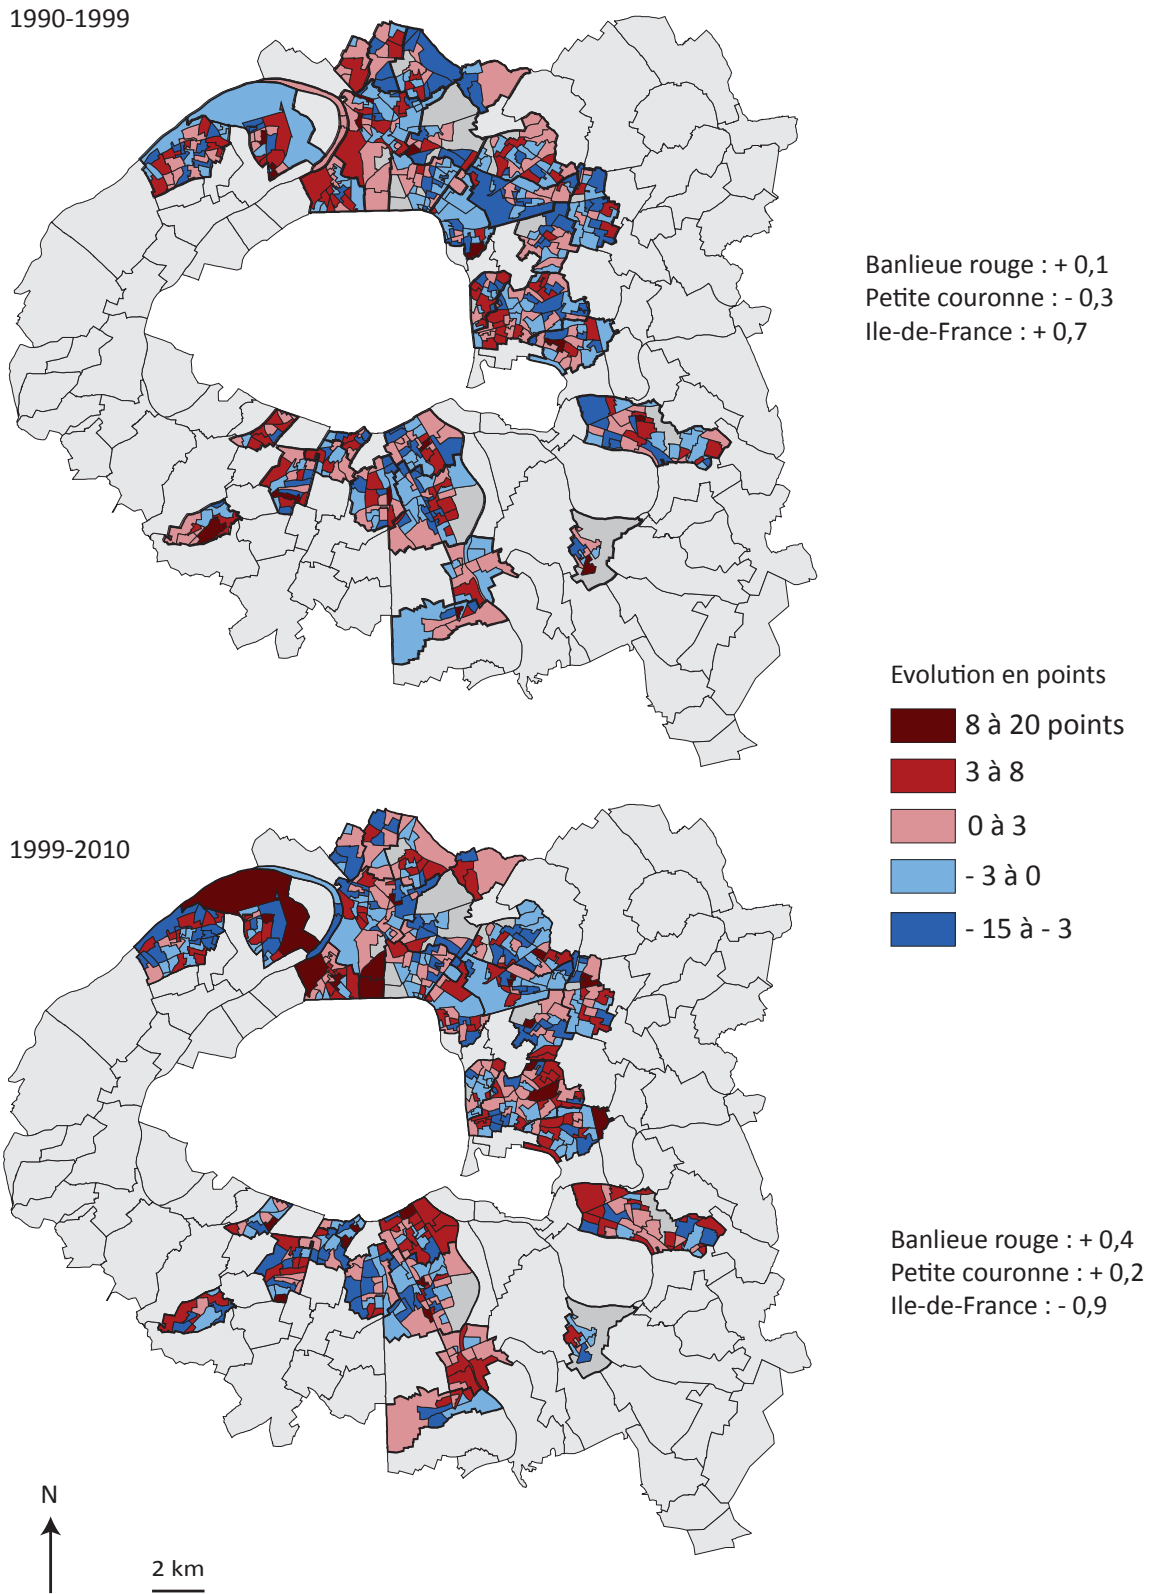 1990-1999
Banlieue rouge : + 0,1
Petite couronne : - 0,3
Ile-de-France : + 0,7
Evolution en points
8 à 20 points
3 à 8
0 à 3
- 3 à 0
- 15 à - 3
1999-2010
Banlieue rouge : + 0,4
Petite couronne : + 0,2
Ile-de-France : - 0,9
N
2 km